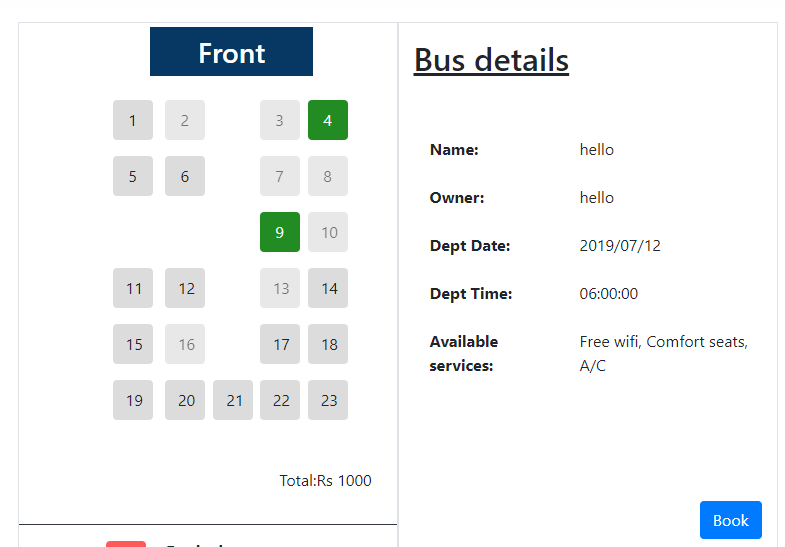 Front
1 2 3 4
5 6 7 8
9 10
11 12 13 14
15 16 17 18
19 20 21 22 23
Total:Rs 1000
Bus details
Name: hello
Owner: hello
Dept Date: 2019/07/12
Dept Time: 06:00:00
Available services: Free wifi, Comfort seats,
A/C
Book